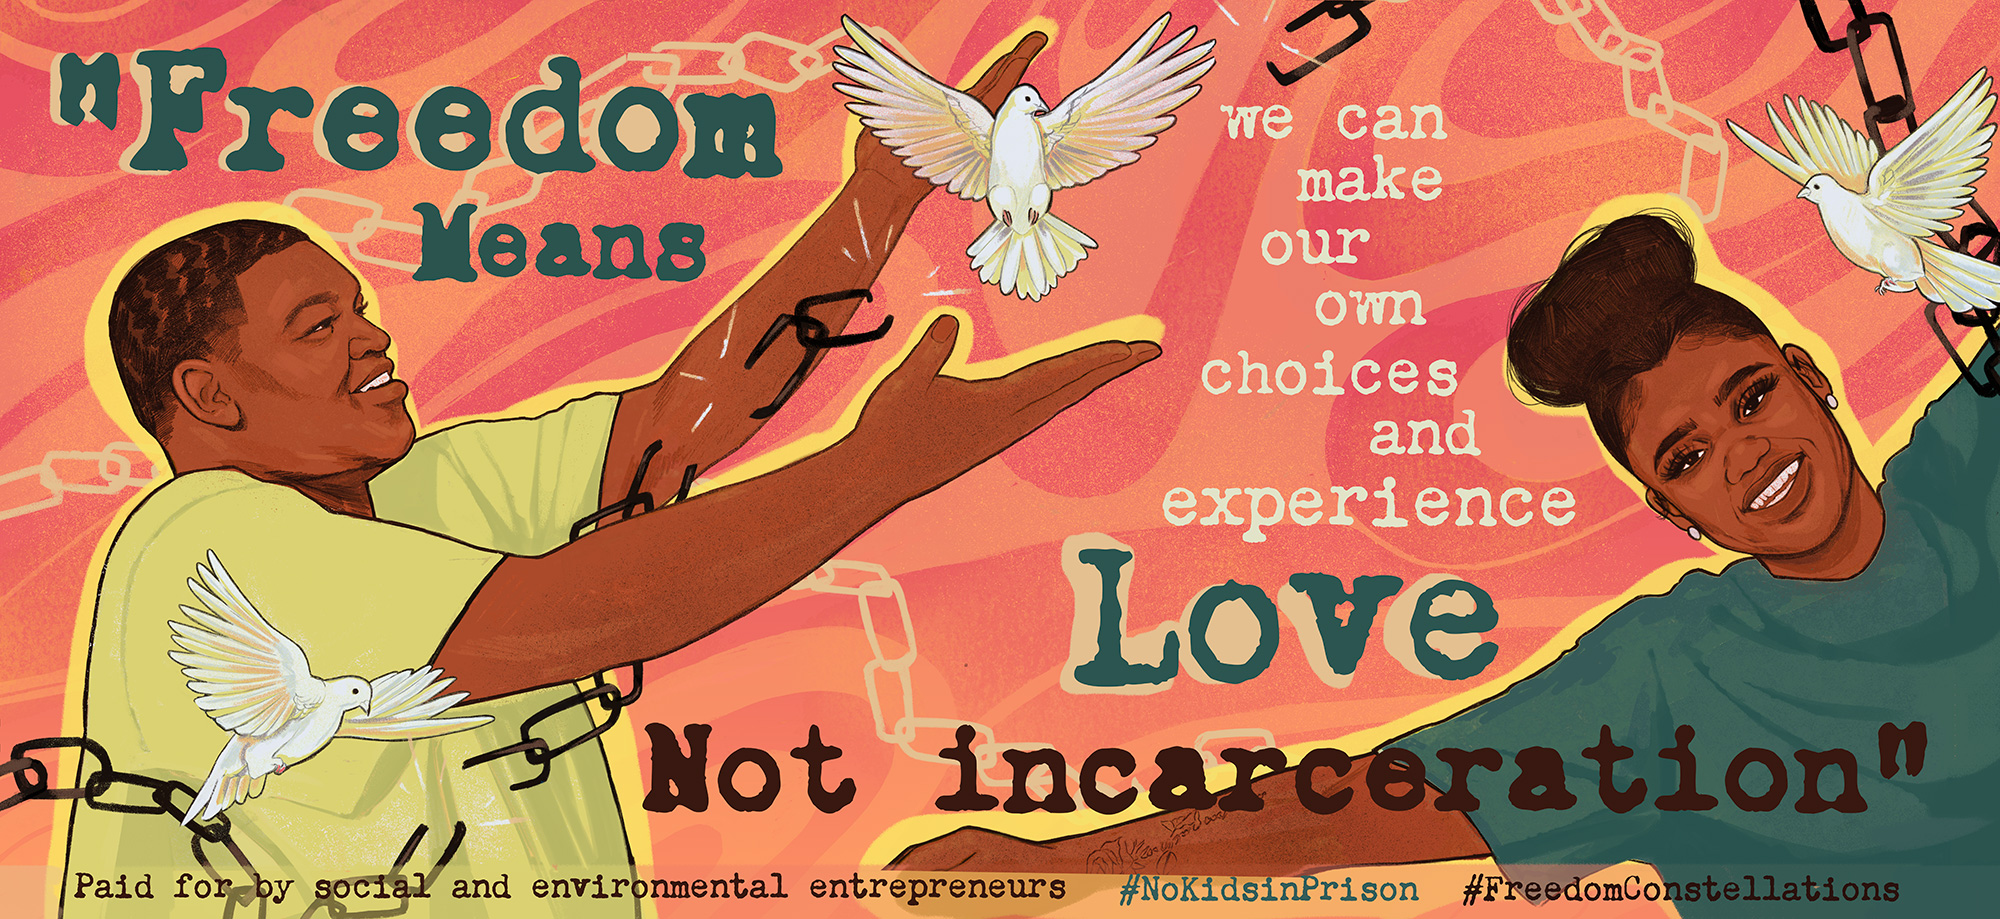 "Freedom
Means
we can
make
our
own
choices
and
experience
Love
Not incarceration"
Paid for by social and environmental entrepreneurs #NoKidsinPrison #FreedomConstellations